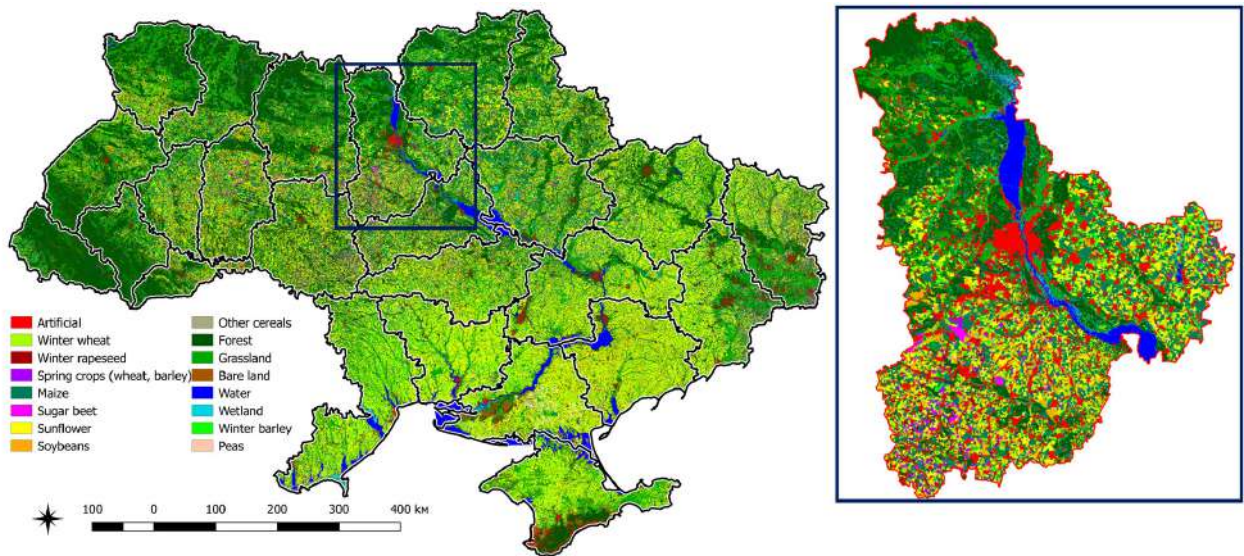 Artificial
Winter wheat
Winter rapeseed
Spring crops (wheat, barley)
Maize
Sugar beet
Sunflower
Soybeans
Other cereals
Forest
Grassland
Bare land
Water
Wetland
Winter barley
Peas
100 0 100 200 300 400 км